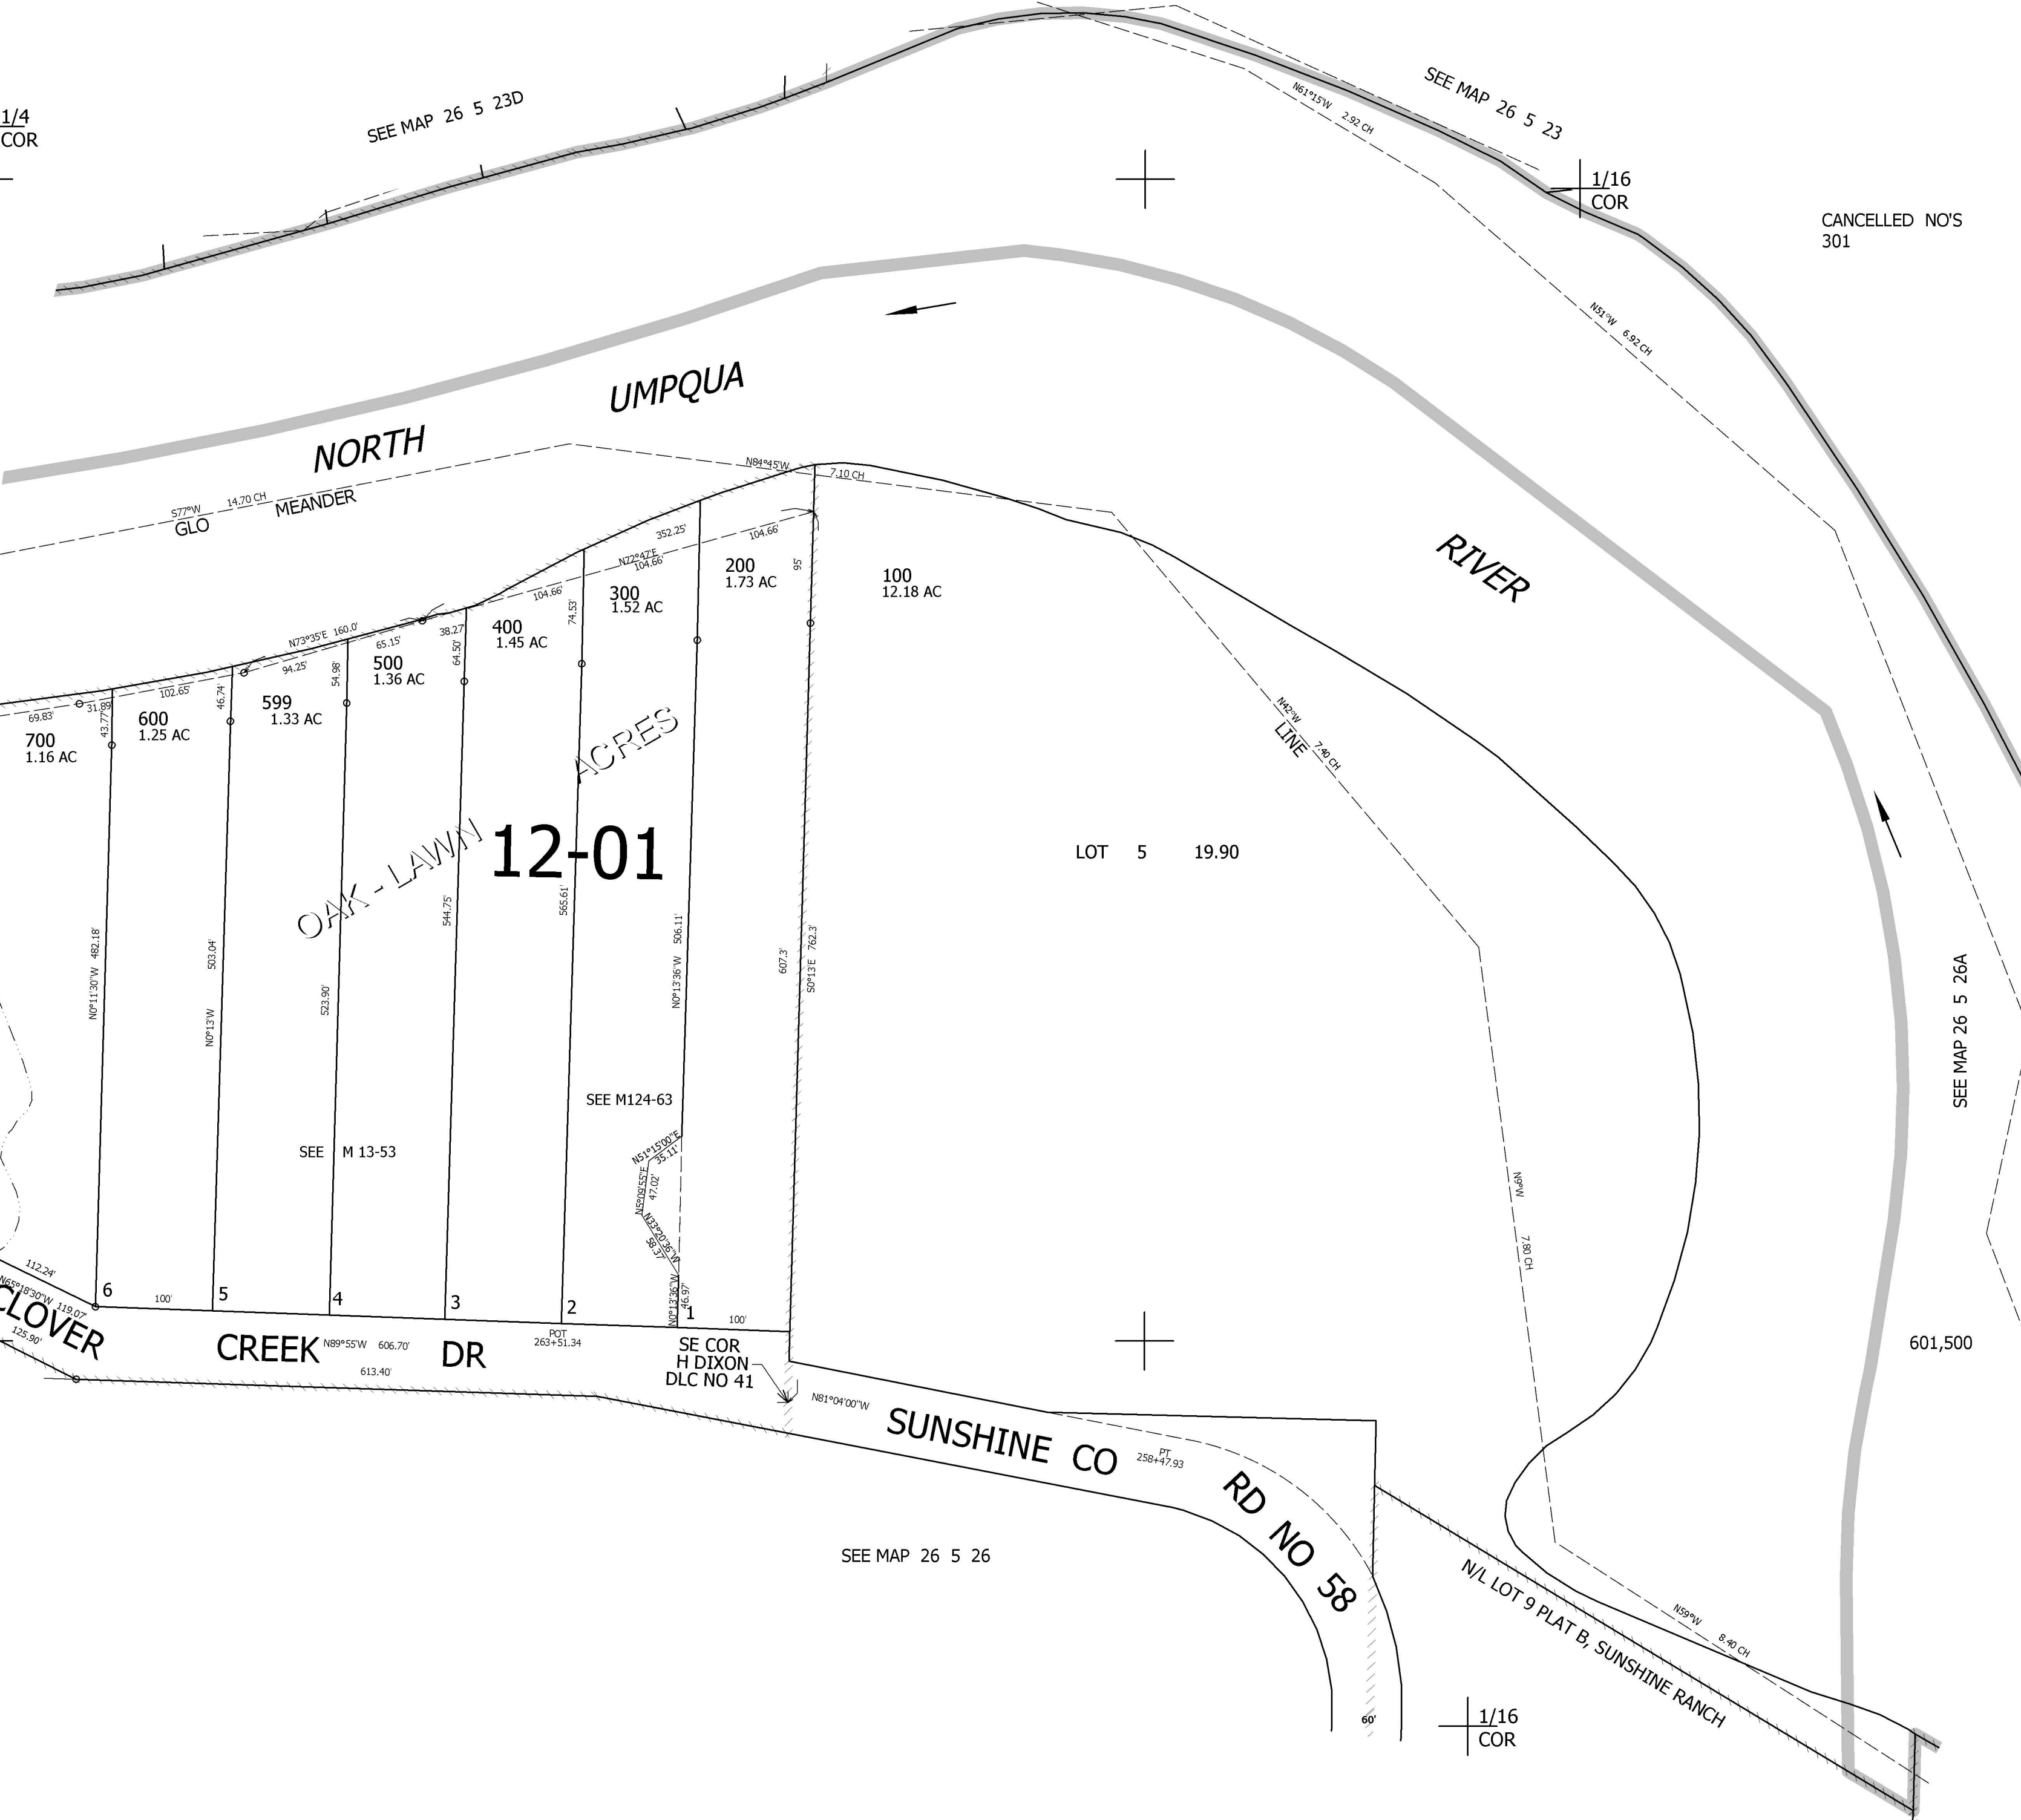 1/4
COR
SEE MAP 26 5 23D
SEE MAP 26 5 23
N61°15'W 2.92 CH
1/16
COR
CANCELLED NO'S
301
N51°W 6.92 CH
NORTH UMPQUA RIVER
S77°W 14.70 CH
GLO MEANDER LINE
N84°45'W 7.10 CH
N42°W 7.40 CH
352.25'
N72°47'E
104.66'
104.66'
104.66'
95'
200
1.73 AC
100
12.18 AC
300
1.52 AC
74.53'
400
1.45 AC
38.27'
64.50'
N73°35'E 160.0'
65.15'
94.25'
500
1.36 AC
54.98'
599
1.33 AC
46.74'
102.65'
600
1.25 AC
31.89'
43.77'
69.83'
700
1.16 AC
OAK - LAWN ACRES
12-01
LOT 5 19.90
N0°11'30"W 482.18'
N0°13'W 503.04'
523.90'
544.75'
565.61'
N0°13'36"W 506.11'
607.3'
S0°13'E 762.3'
SEE MAP 26 5 26A
SEE M124-63
SEE M 13-53
N51°15'00"E
35.11'
N5°09'55"E
47.02'
N33°20'36"W
58.37'
N0°13'36"W
46.97'
N9°W 7.80 CH
112.24'
N65°18'30"W 119.07'
125.90'
6
100'
5
4
3
2
1
100'
CLOVER CREEK DR
N89°55'W 606.70'
613.40'
POT
263+51.34
SE COR
H DIXON
DLC NO 41
N81°04'00"W
SUNSHINE CO RD NO 58
PT
258+47.93
601,500
SEE MAP 26 5 26
N/L LOT 9 PLAT B, SUNSHINE RANCH
N59°W 8.40 CH
60'
1/16
COR